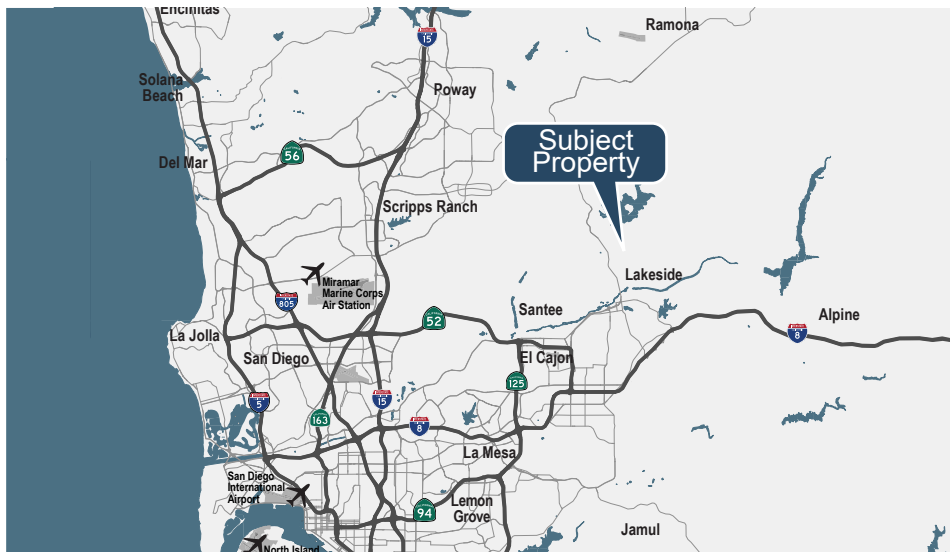 Encinitas
Ramona
15
Solana
Beach
Poway
Subject
Property
56
Del Mar
Scripps Ranch
Miramar
Marine Corps
Air Station
Lakeside
805
52
Santee
Alpine
8
La Jolla
San Diego
El Cajon
125
5
15
163
8
La Mesa
San Diego
International
Airport
Lemon
Grove
94
Jamul
North Island